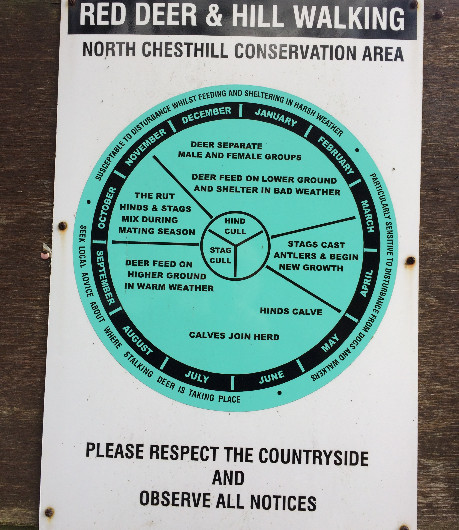 RED DEER & HILL WALKING
NORTH CHESTHILL CONSERVATION AREA
SUSCEPTABLE TO DISTURBANCE WHILST FEEDING AND SHELTERING IN HARSH WEATHER
PARTICULARLY SENSITIVE TO DISTURBANCE FROM DOGS AND WALKERS
SEEK LOCAL ADVICE ABOUT WHERE STALKING DEER IS TAKING PLACE
JANUARY
FEBRUARY
MARCH
APRIL
MAY
JUNE
JULY
AUGUST
SEPTEMBER
OCTOBER
NOVEMBER
DECEMBER
DEER SEPARATE
MALE AND FEMALE GROUPS
DEER FEED ON LOWER GROUND
AND SHELTER IN BAD WEATHER
THE RUT
HINDS & STAGS
MIX DURING
MATING SEASON
HIND
CULL
STAG
CULL
STAGS CAST
ANTLERS & BEGIN
NEW GROWTH
DEER FEED ON
HIGHER GROUND
IN WARM WEATHER
HINDS CALVE
CALVES JOIN HERD
PLEASE RESPECT THE COUNTRYSIDE
AND
OBSERVE ALL NOTICES